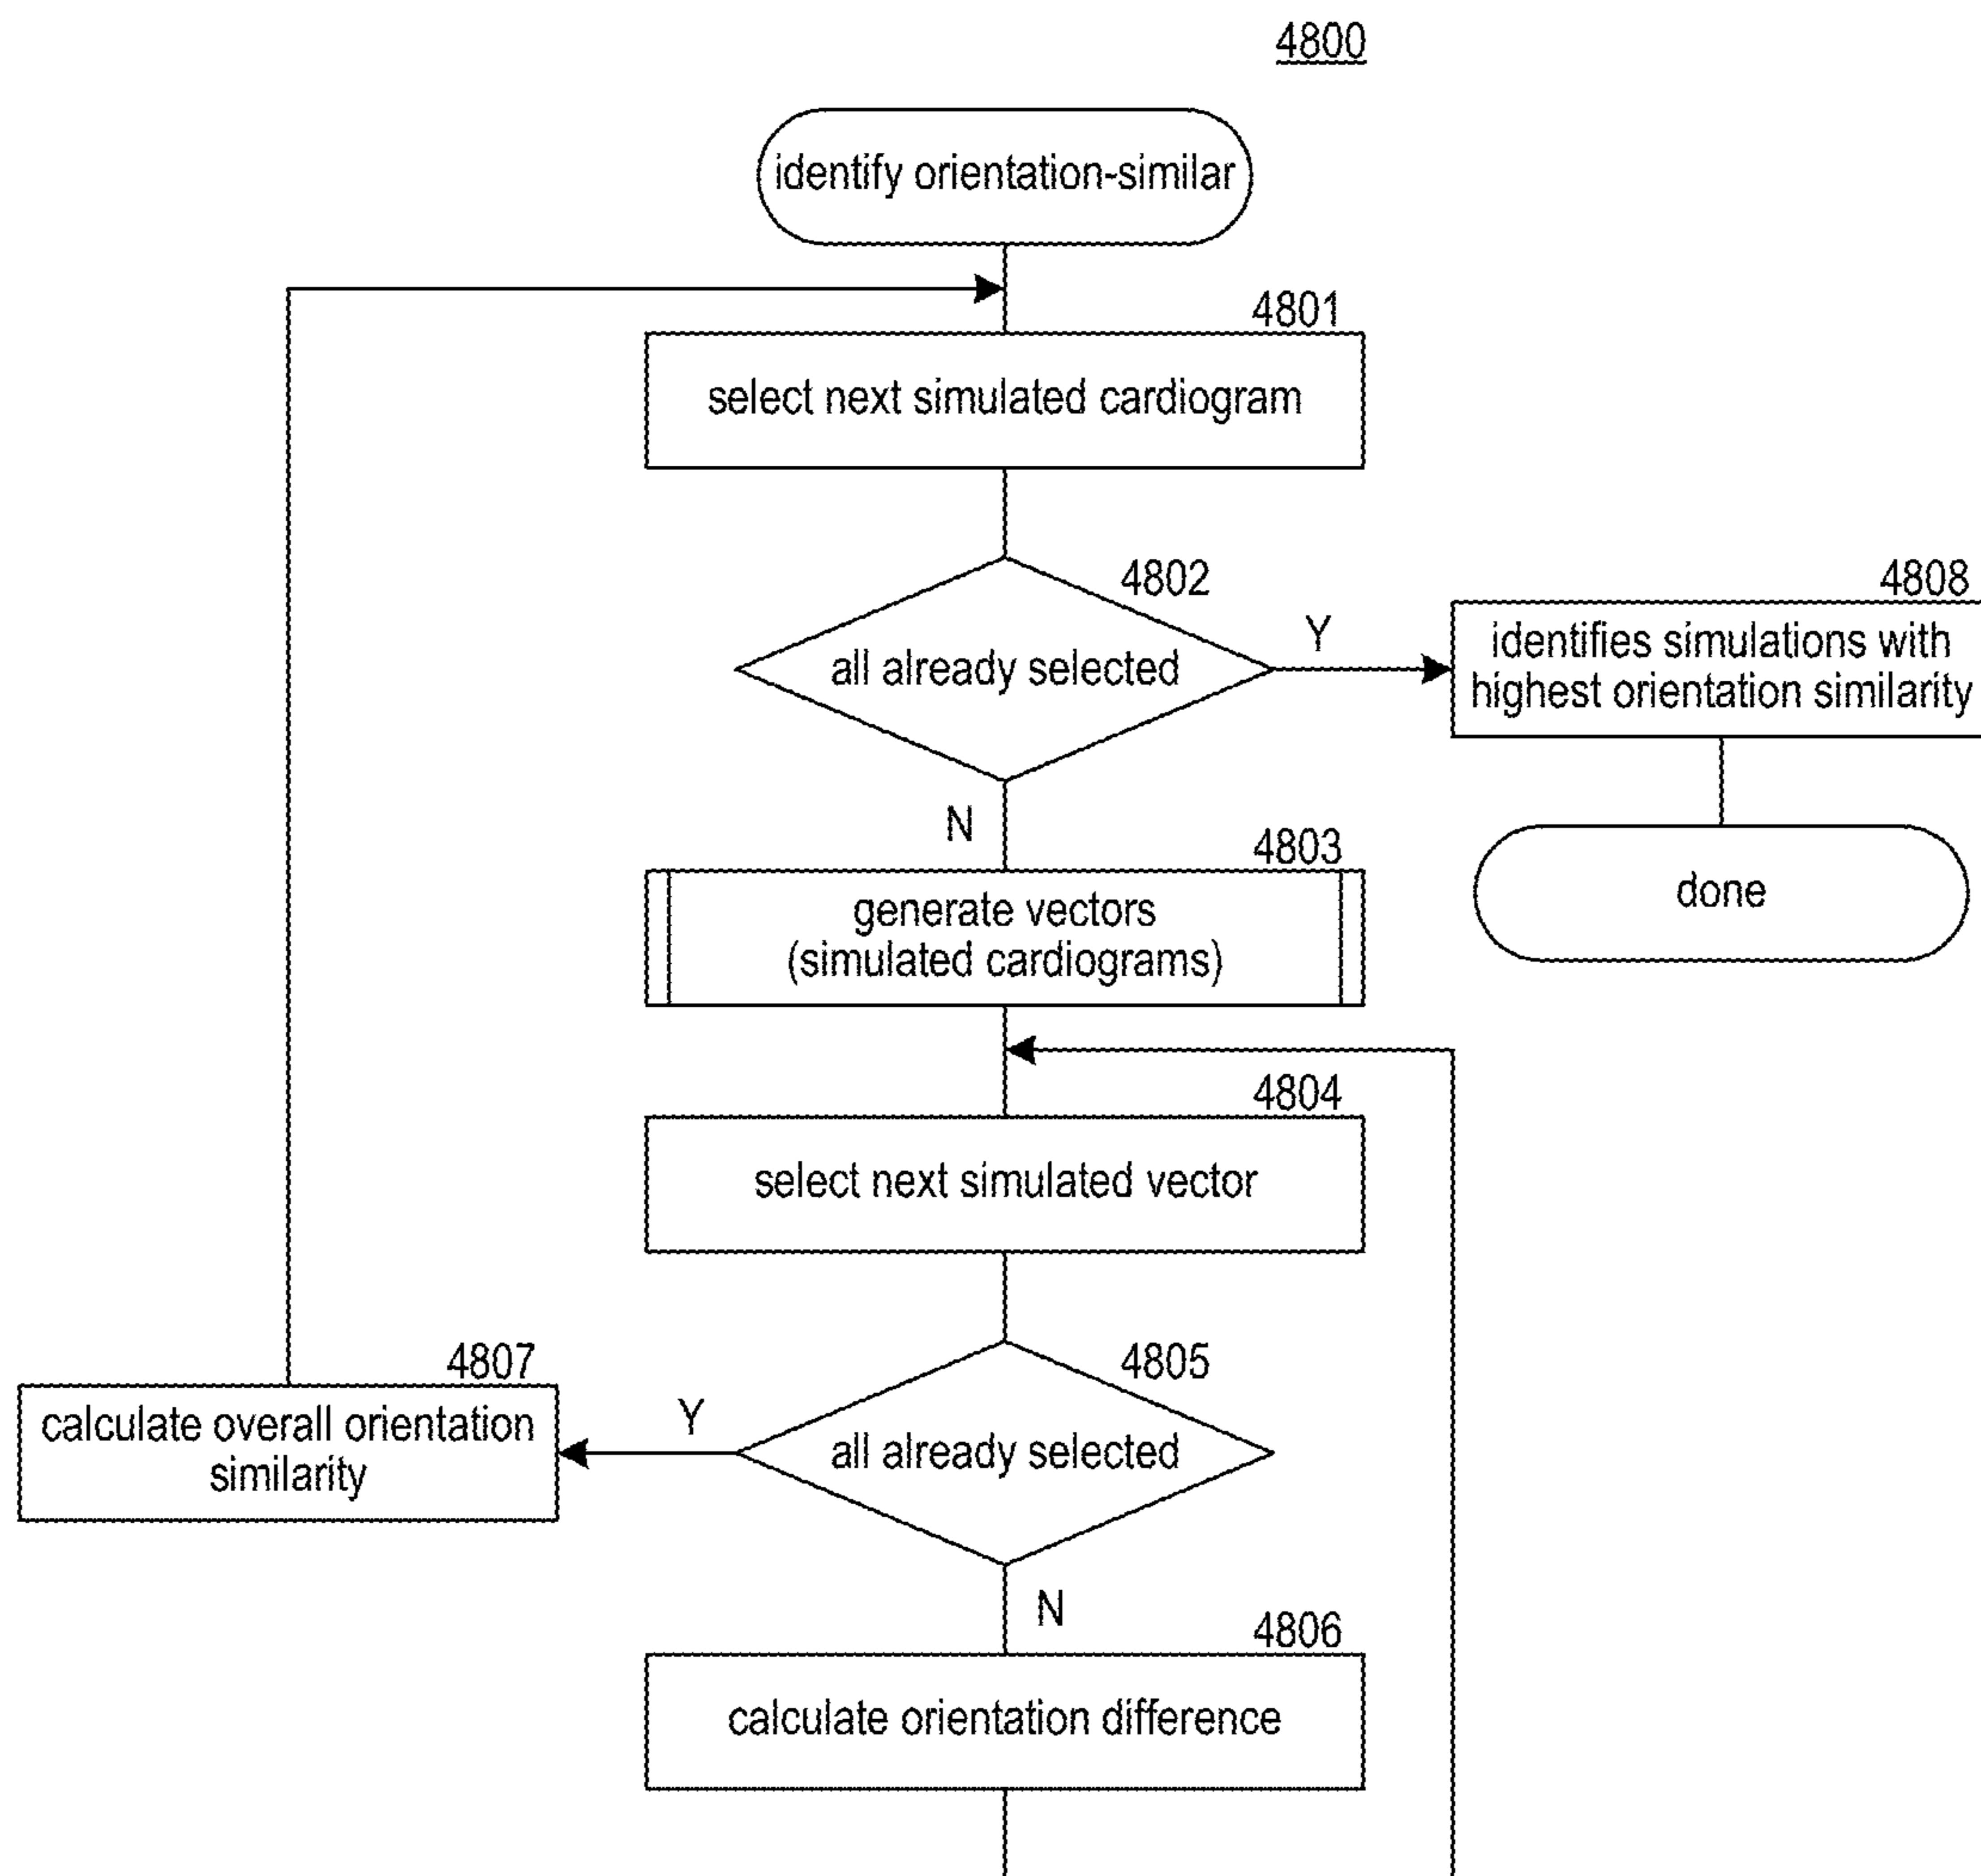 4800
identify orientation-similar
4801
select next simulated cardiogram
4802
all already selected
Y
N
4808
identifies simulations with
highest orientation similarity
done
4803
generate vectors
(simulated cardiograms)
4804
select next simulated vector
4805
all already selected
Y
N
4807
calculate overall orientation
similarity
4806
calculate orientation difference